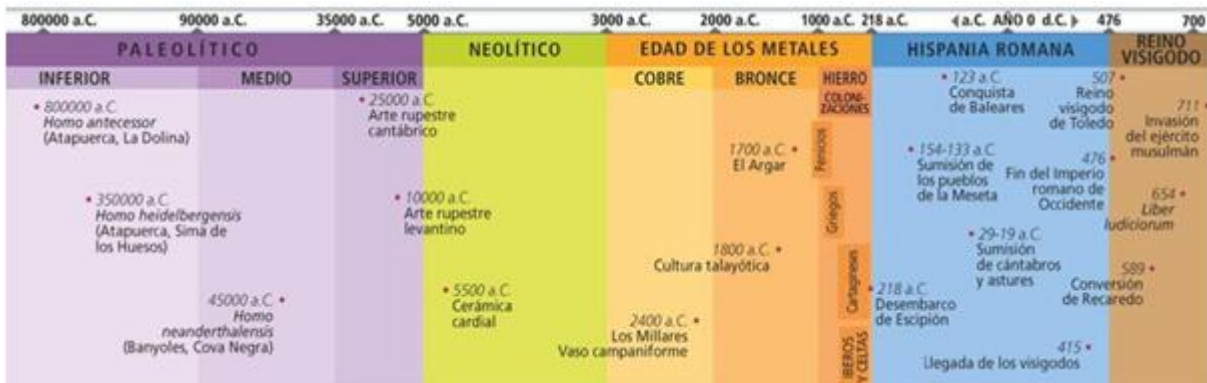 800000 a.C. 90000 a.C. 35000 a.C. 5000 a.C. 3000 a.C. 2000 a.C. 1000 a.C. 218 a.C. (a.C. AÑO 0 d.C.) 476 700
PALEOLÍTICO
NEOLÍTICO
EDAD DE LOS METALES
HISPANIA ROMANA
REINO
VISIGODO
INFERIOR
MEDIO
SUPERIOR
COBRE
BRONCE
HIERRO
COLONI-
ZACIONES
• 800000 a.C.
Homo antecessor
(Atapuerca, La Dolina)
• 350000 a.C.
Homo heidelbergensis
(Atapuerca, Sima de
los Huesos)
45000 a.C. •
Homo
neanderthalensis
(Banyoles, Cova Negra)
• 25000 a.C.
Arte rupestre
cantábrico
• 10000 a.C.
Arte rupestre
levantino
• 5500 a.C.
Cerámica
cardial
1700 a.C. •
El Argar
1800 a.C. •
Cultura talayótica
2400 a.C. •
Los Millares
Vaso campaniforme
Fenicios
Griegos
Cartagineses
IBEROS
Y CELTAS
• 123 a.C.
Conquista
de Baleares
• 154-133 a.C.
Sumisión de
los pueblos
de la Meseta
• 29-19 a.C.
Sumisión
de cántabros
y astures
• 218 a.C.
Desembarco
de Escipión
415 •
Llegada de los visigodos
507 •
Reino
visigodo
de Toledo
476 •
Fin del Imperio
romano de
Occidente
711 •
Invasión
del ejército
musulmán
654 •
Liber
Iudiciorum
589 •
Conversión
de Recaredo